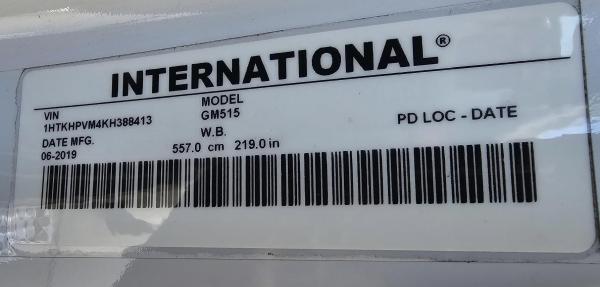 INTERNATIONAL®
VIN
1HTKHPVM4KH388413
MODEL
GM515
DATE MFG.
06-2019
W.B.
557.0 cm 219.0 in
PD LOC - DATE